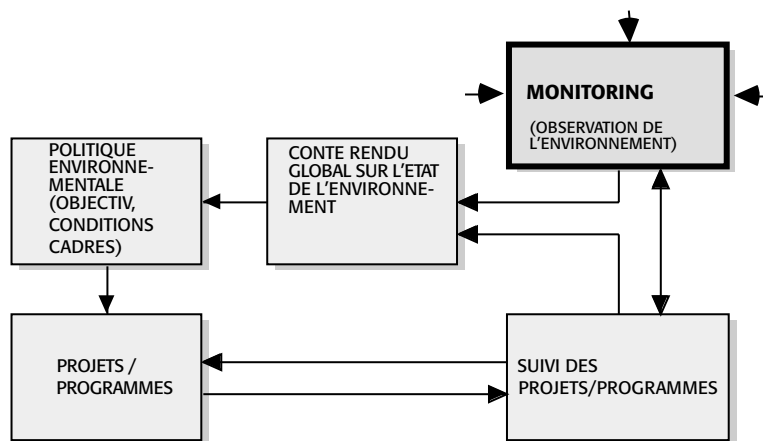 MONITORING
(OBSERVATION DE
L'ENVIRONNEMENT)
POLITIQUE
ENVIRONNE-
MENTALE
(OBJECTIV,
CONDITIONS
CADRES)
CONTE RENDU
GLOBAL SUR L'ETAT
DE L'ENVIRONNE-
MENT
PROJETS /
PROGRAMMES
SUIVI DES
PROJETS/PROGRAMMES